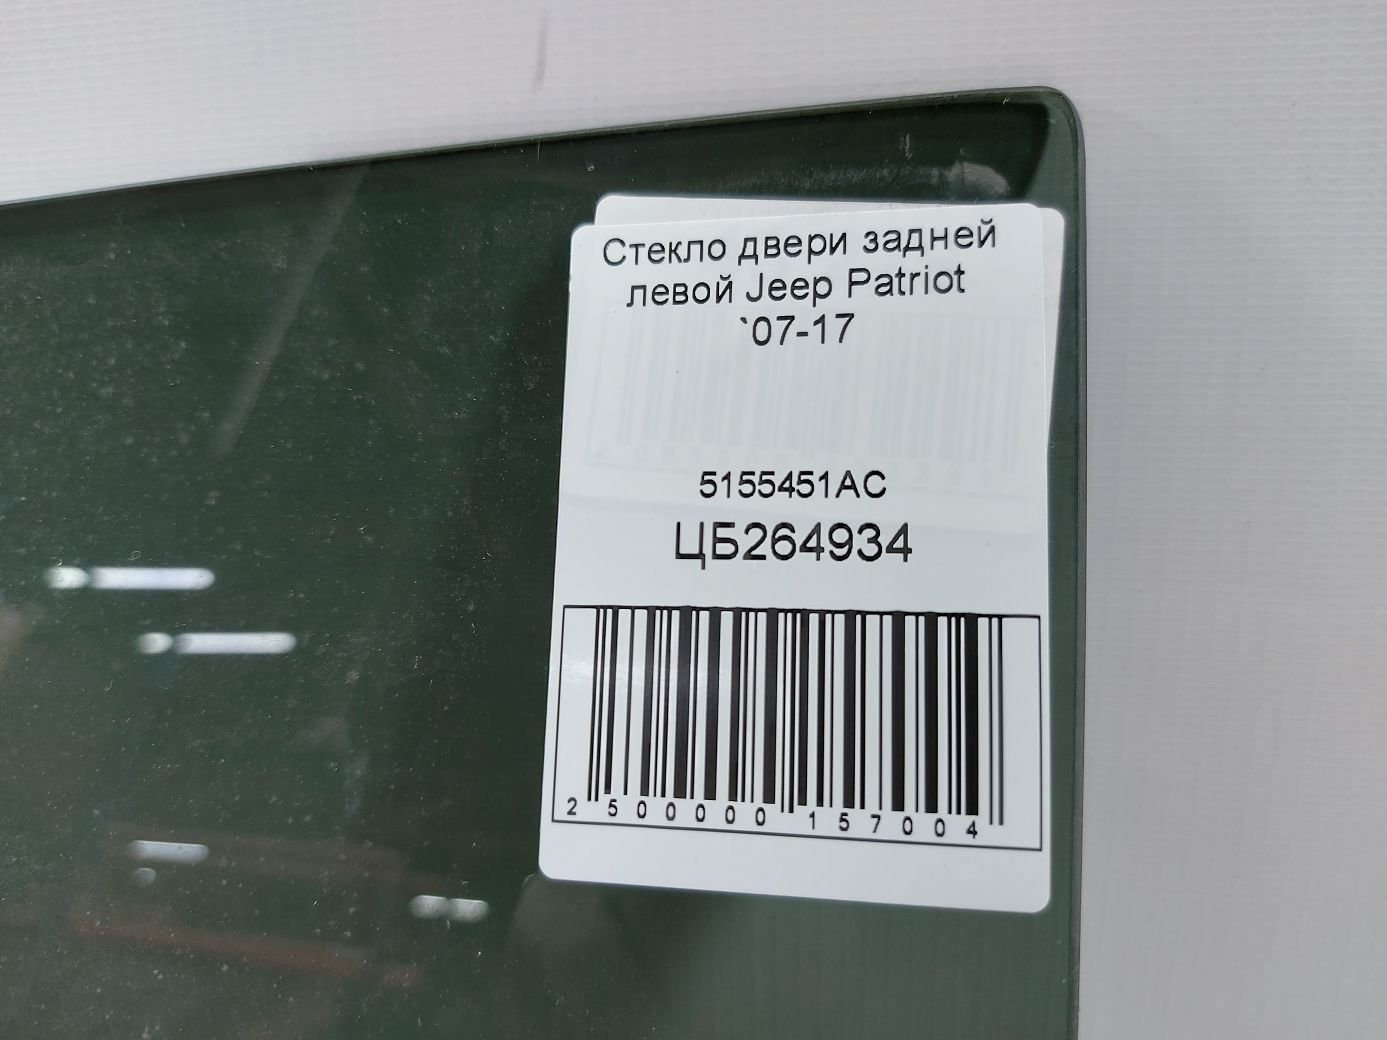 Стекло двери задней
левой Jeep Patriot
`07-17
5155451AC
ЦБ264934
2 500000 157004